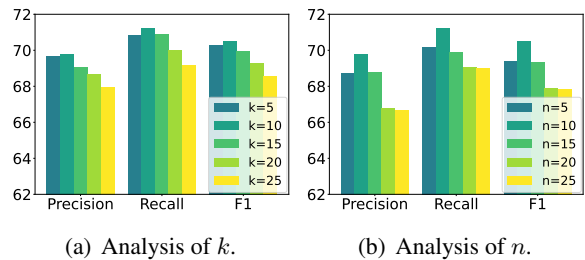 72
70
68
66
64
62
k=5
k=10
k=15
k=20
k=25
Precision Recall F1
(a) Analysis of k.
72
70
68
66
64
62
n=5
n=10
n=15
n=20
n=25
Precision Recall F1
(b) Analysis of n.